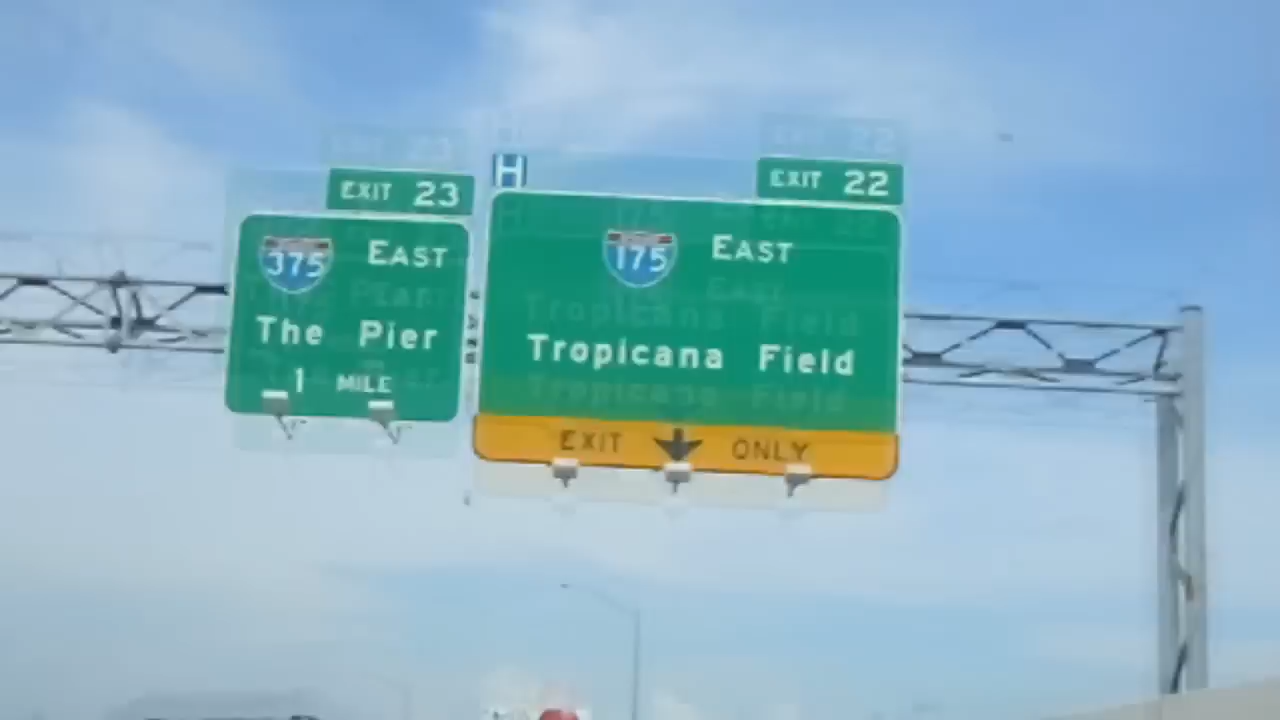 EXIT 23
375 EAST
The Pier
1 MILE
H
EXIT 22
175 EAST
Tropicana Field
EXIT ONLY